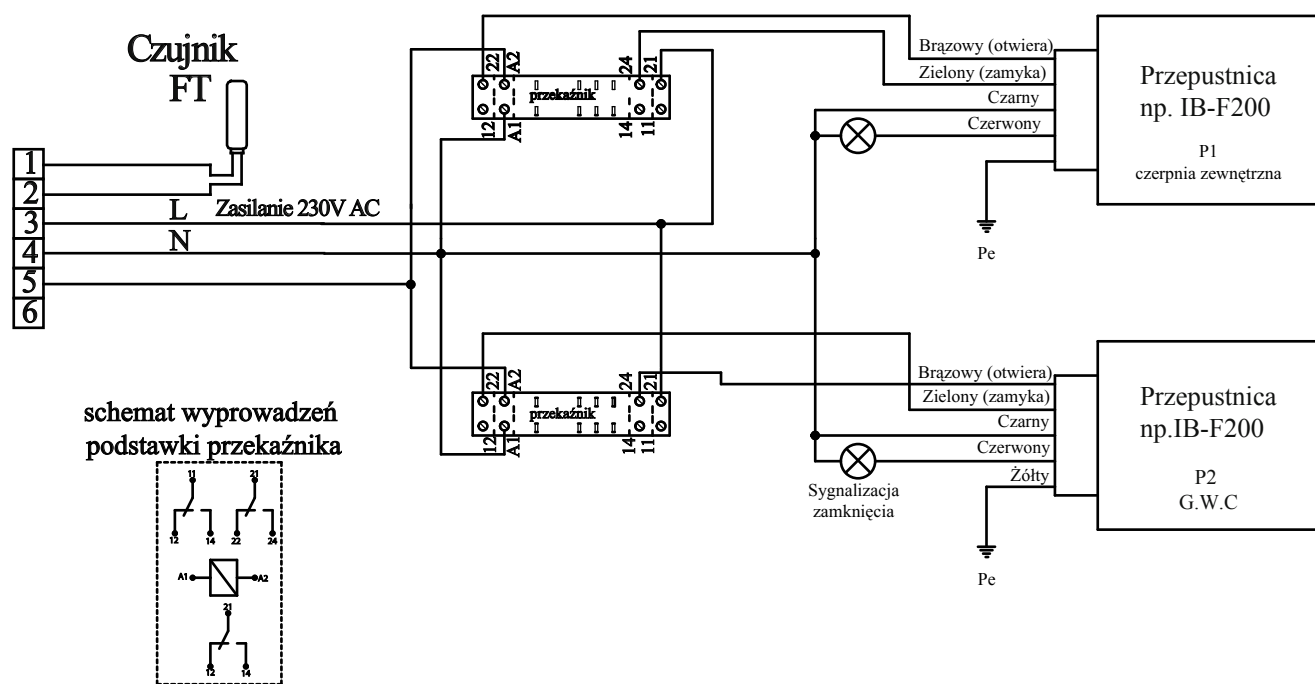 Czujnik
FT
1
2
3
4
5
6
L
Zasilanie 230V AC
N
22
A2
24
21
przekaźnik
12
A1
14
11
Brązowy (otwiera)
Zielony (zamyka)
Czarny
Czerwony
Pe
Przepustnica
np. IB-F200
P1
czerpnia zewnętrzna
22
A2
24
21
przekaźnik
12
A1
14
11
Brązowy (otwiera)
Zielony (zamyka)
Czarny
Czerwony
Żółty
Sygnalizacja
zamknięcia
Pe
Przepustnica
np.IB-F200
P2
G.W.C
schemat wyprowadzeń
podstawki przekaźnika
11
21
12
14
22
24
A1
A2
21
12
14